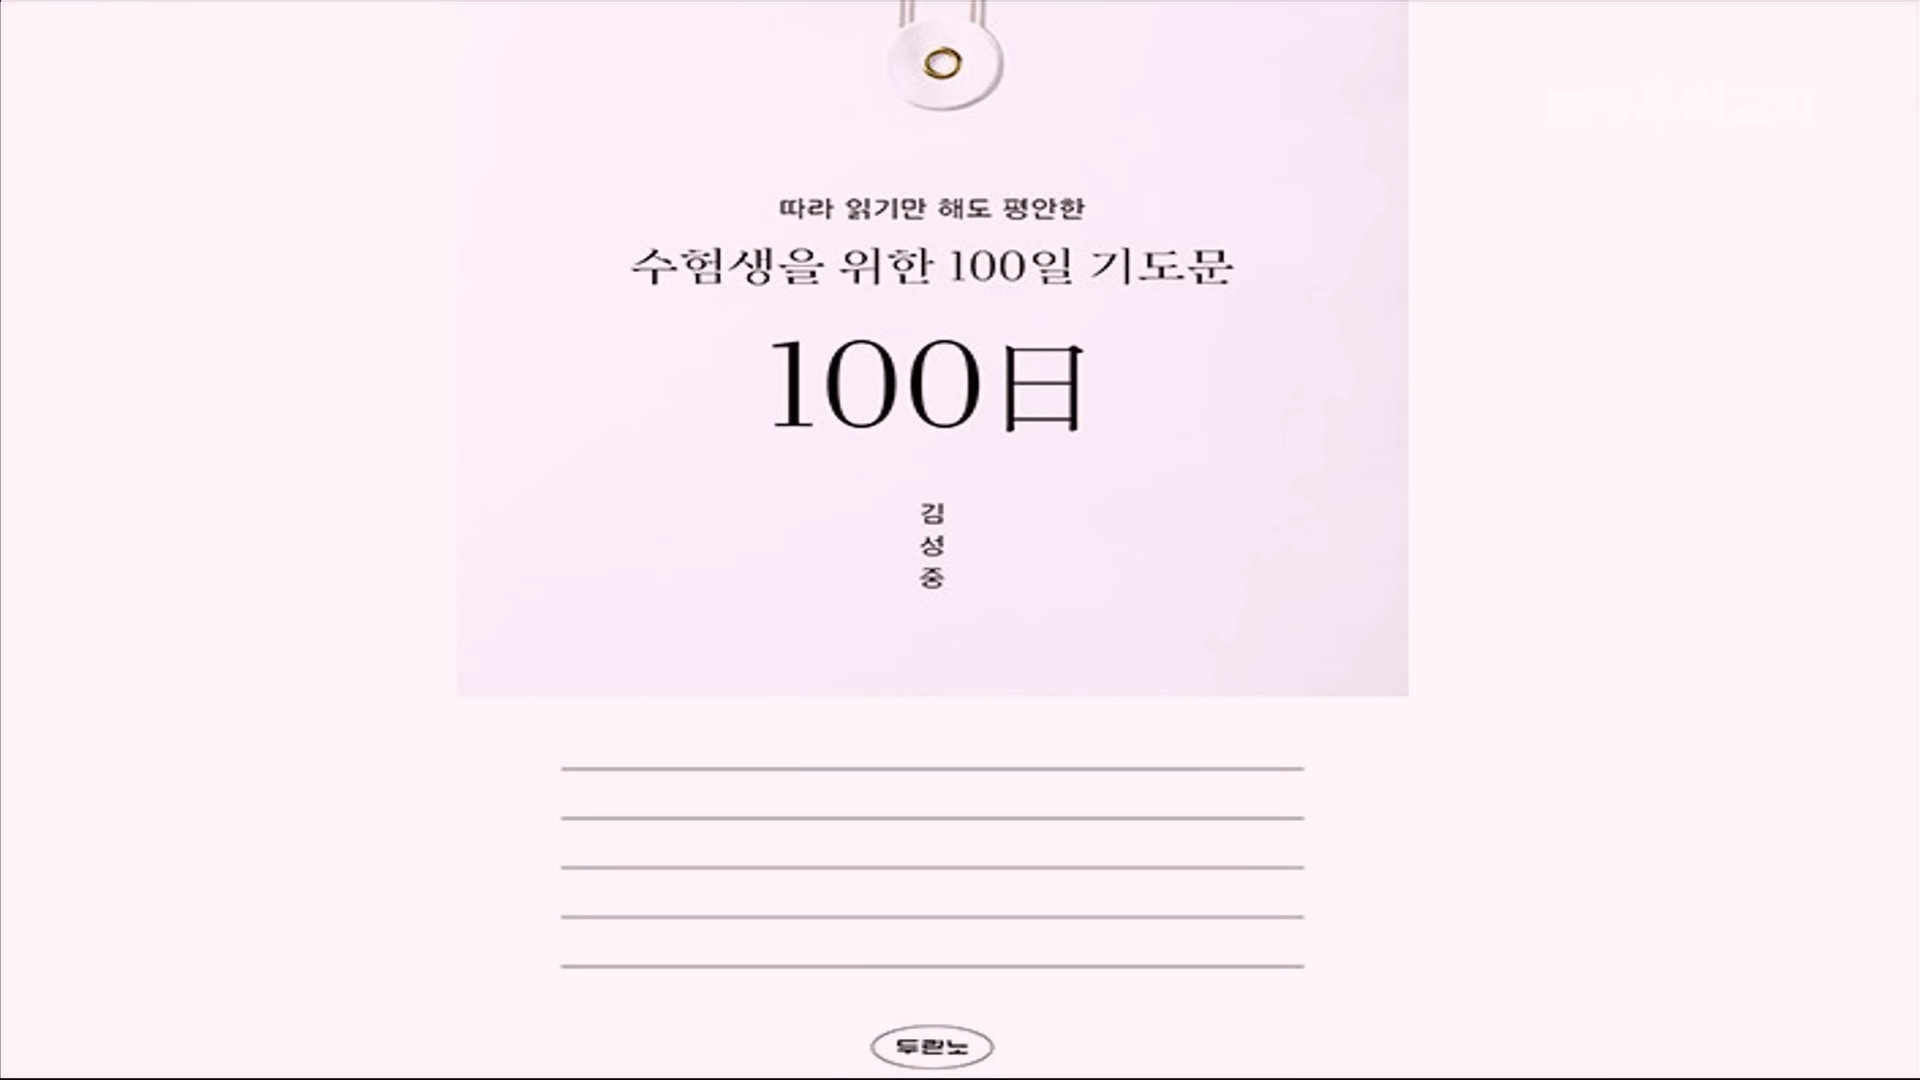 따라 읽기만 해도 평안한
수험생을 위한 100일 기도문
100日
김
성
중
두란노